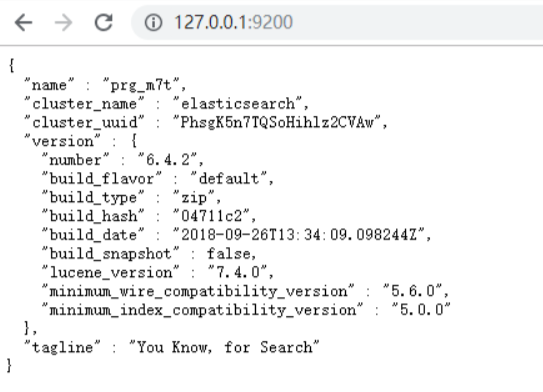 127.0.0.1:9200
{
  "name" : "prg_m7t",
  "cluster_name" : "elasticsearch",
  "cluster_uuid" : "PhsgK5n7TQSoHihlz2CVAw",
  "version" : {
    "number" : "6.4.2",
    "build_flavor" : "default",
    "build_type" : "zip",
    "build_hash" : "04711c2",
    "build_date" : "2018-09-26T13:34:09.098244Z",
    "build_snapshot" : false,
    "lucene_version" : "7.4.0",
    "minimum_wire_compatibility_version" : "5.6.0",
    "minimum_index_compatibility_version" : "5.0.0"
  },
  "tagline" : "You Know, for Search"
}